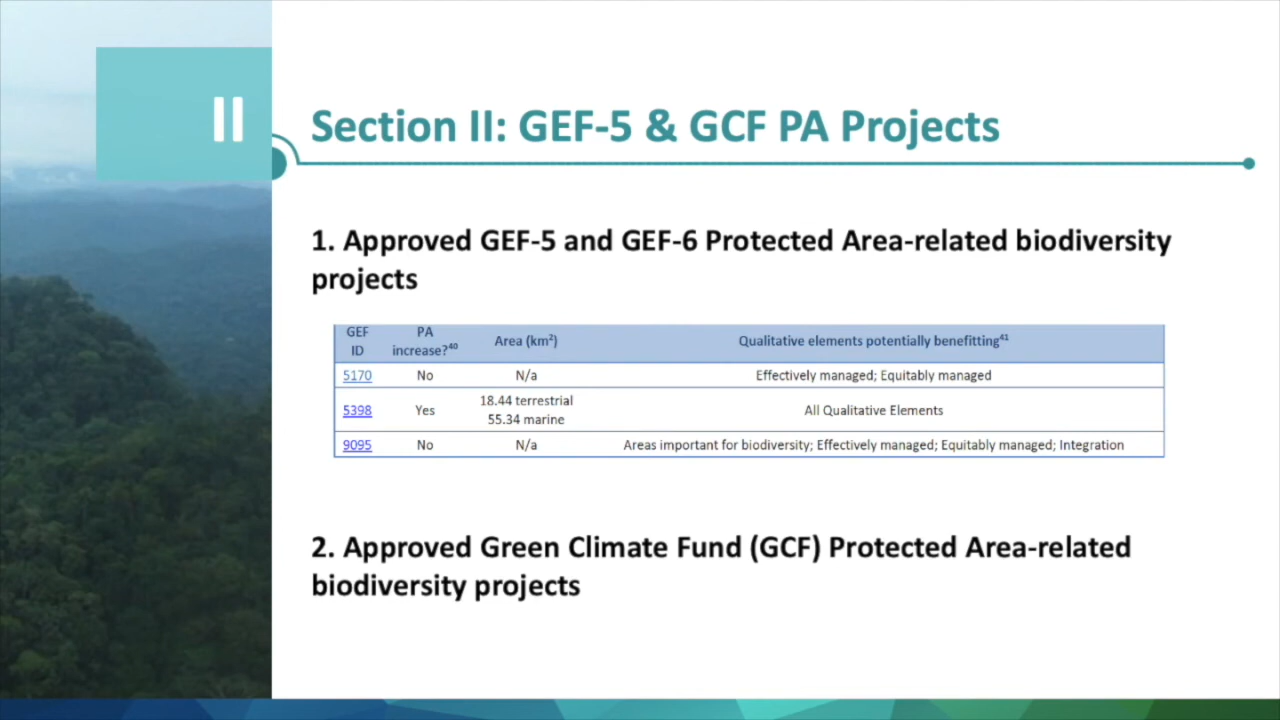 II
Section II: GEF-5 & GCF PA Projects
1. Approved GEF-5 and GEF-6 Protected Area-related biodiversity
projects
GEF ID PA increase?⁴⁰ Area (km²) Qualitative elements potentially benefitting⁴¹
5170 No N/a Effectively managed; Equitably managed
5398 Yes 18.44 terrestrial 55.34 marine All Qualitative Elements
9095 No N/a Areas important for biodiversity; Effectively managed; Equitably managed; Integration
2. Approved Green Climate Fund (GCF) Protected Area-related
biodiversity projects